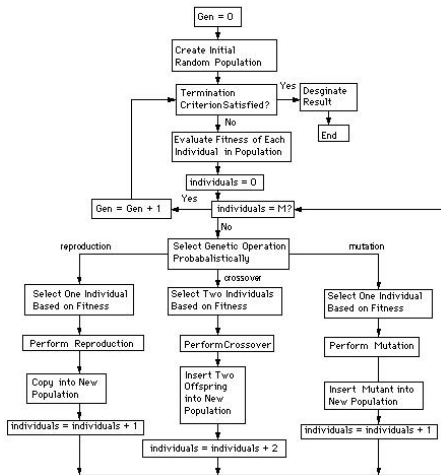 Gen = 0
Create Initial
Random Population
Termination
CriterionSatisfied?
Yes
Desginate
Result
End
No
Evaluate Fitness of Each
Individual in Population
individuals = 0
Gen = Gen + 1
Yes
individuals = M?
No
reproduction
Select Genetic Operation
Probabalistically
mutation
crossover
Select One Individual
Based on Fitness
Select Two Individuals
Based on Fitness
Select One Individual
Based on Fitness
Perform Reproduction
PerformCrossover
Perform Mutation
Copy into New
Population
Insert Two
Offspring
into New
Population
Insert Mutant into
New Population
individuals = individuals + 1
individuals = individuals + 2
individuals = individuals + 1